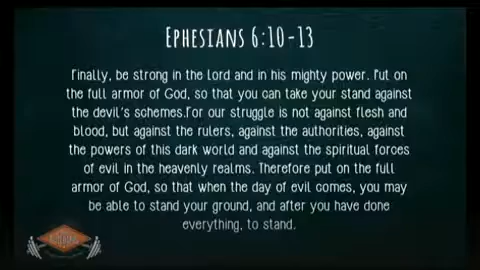 Ephesians 6:10-13
Finally, be strong in the Lord and in his mighty power. Put on
the full armor of God, so that you can take your stand against
the devil's schemes.For our struggle is not against flesh and
blood, but against the rulers, against the authorities, against
the powers of this dark world and against the spiritual forces
of evil in the heavenly realms. Therefore put on the full
armor of God, so that when the day of evil comes, you may
be able to stand your ground, and after you have done
everything, to stand.